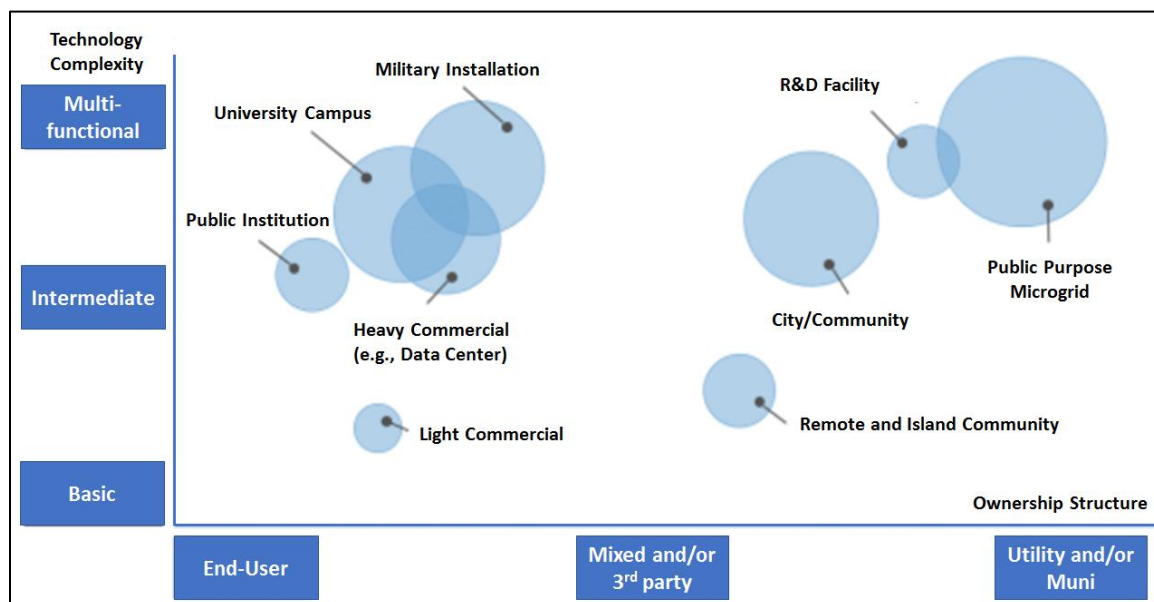 Technology
Complexity
Multi-
functional
Intermediate
Basic
Military Installation
University Campus
Public Institution
Heavy Commercial
(e.g., Data Center)
Light Commercial
R&D Facility
Public Purpose
Microgrid
City/Community
Remote and Island Community
Ownership Structure
End-User
Mixed and/or
3rd party
Utility and/or
Muni